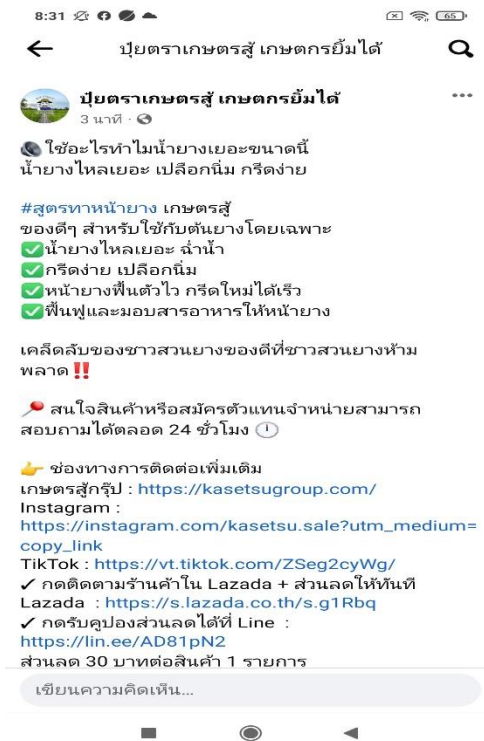 8:31
65
ปุ๋ยตราเกษตรสู้ เกษตกรยิ้มได้
ปุ๋ยตราเกษตรสู้ เกษตกรยิ้มได้
3 นาที ·
ใช้อะไรทำไมน้ำยางเยอะขนาดนี้
น้ำยางไหลเยอะ เปลือกนิ่ม กรีดง่าย
#สูตรทาหน้ายาง เกษตรสู้
ของดีๆ สำหรับใช้กับต้นยางโดยเฉพาะ
✅น้ำยางไหลเยอะ ฉ่ำน้ำ
✅กรีดง่าย เปลือกนิ่ม
✅หน้ายางฟื้นตัวไว กรีดใหม่ได้เร็ว
✅ฟื้นฟูและมอบสารอาหารให้หน้ายาง
เคล็ดลับของชาวสวนยางของดีที่ชาวสวนยางห้าม
พลาด ‼️
📍 สนใจสินค้าหรือสมัครตัวแทนจำหน่ายสามารถ
สอบถามได้ตลอด 24 ชั่วโมง 🕛
👉 ช่องทางการติดต่อเพิ่มเติม
เกษตรสู้กรุ๊ป : https://kasetsugroup.com/
Instagram :
https://instagram.com/kasetsu.sale?utm_medium=
copy_link
TikTok : https://vt.tiktok.com/ZSeg2cyWg/
✓ กดติดตามร้านค้าใน Lazada + ส่วนลดให้ทันที
Lazada : https://s.lazada.co.th/s.g1Rbq
✓ กดรับคูปองส่วนลดได้ที่ Line :
https://lin.ee/AD81pN2
ส่วนลด 30 บาทต่อสินค้า 1 รายการ
เขียนความคิดเห็น...